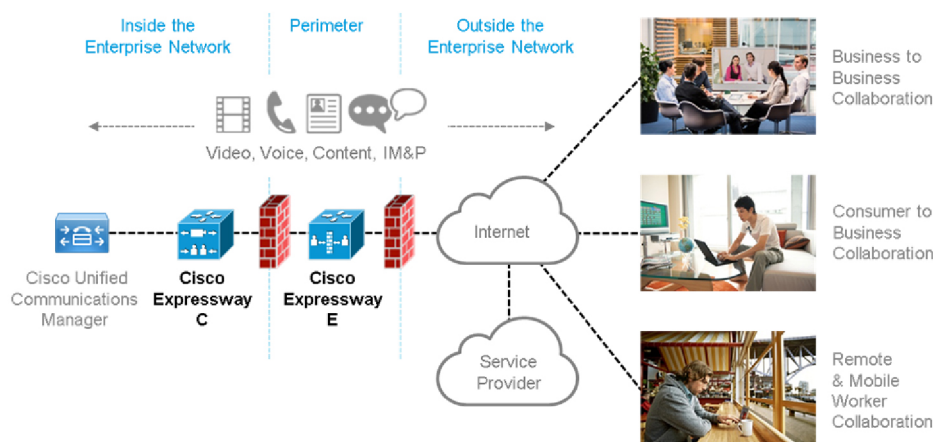 Inside the
Enterprise Network
Perimeter
Outside the
Enterprise Network
Video, Voice, Content, IM&P
Business to
Business
Collaboration
Consumer to
Business
Collaboration
Remote
& Mobile
Worker
Collaboration
Cisco Unified
Communications
Manager
Cisco
Expressway
C
Cisco
Expressway
E
Internet
Service
Provider